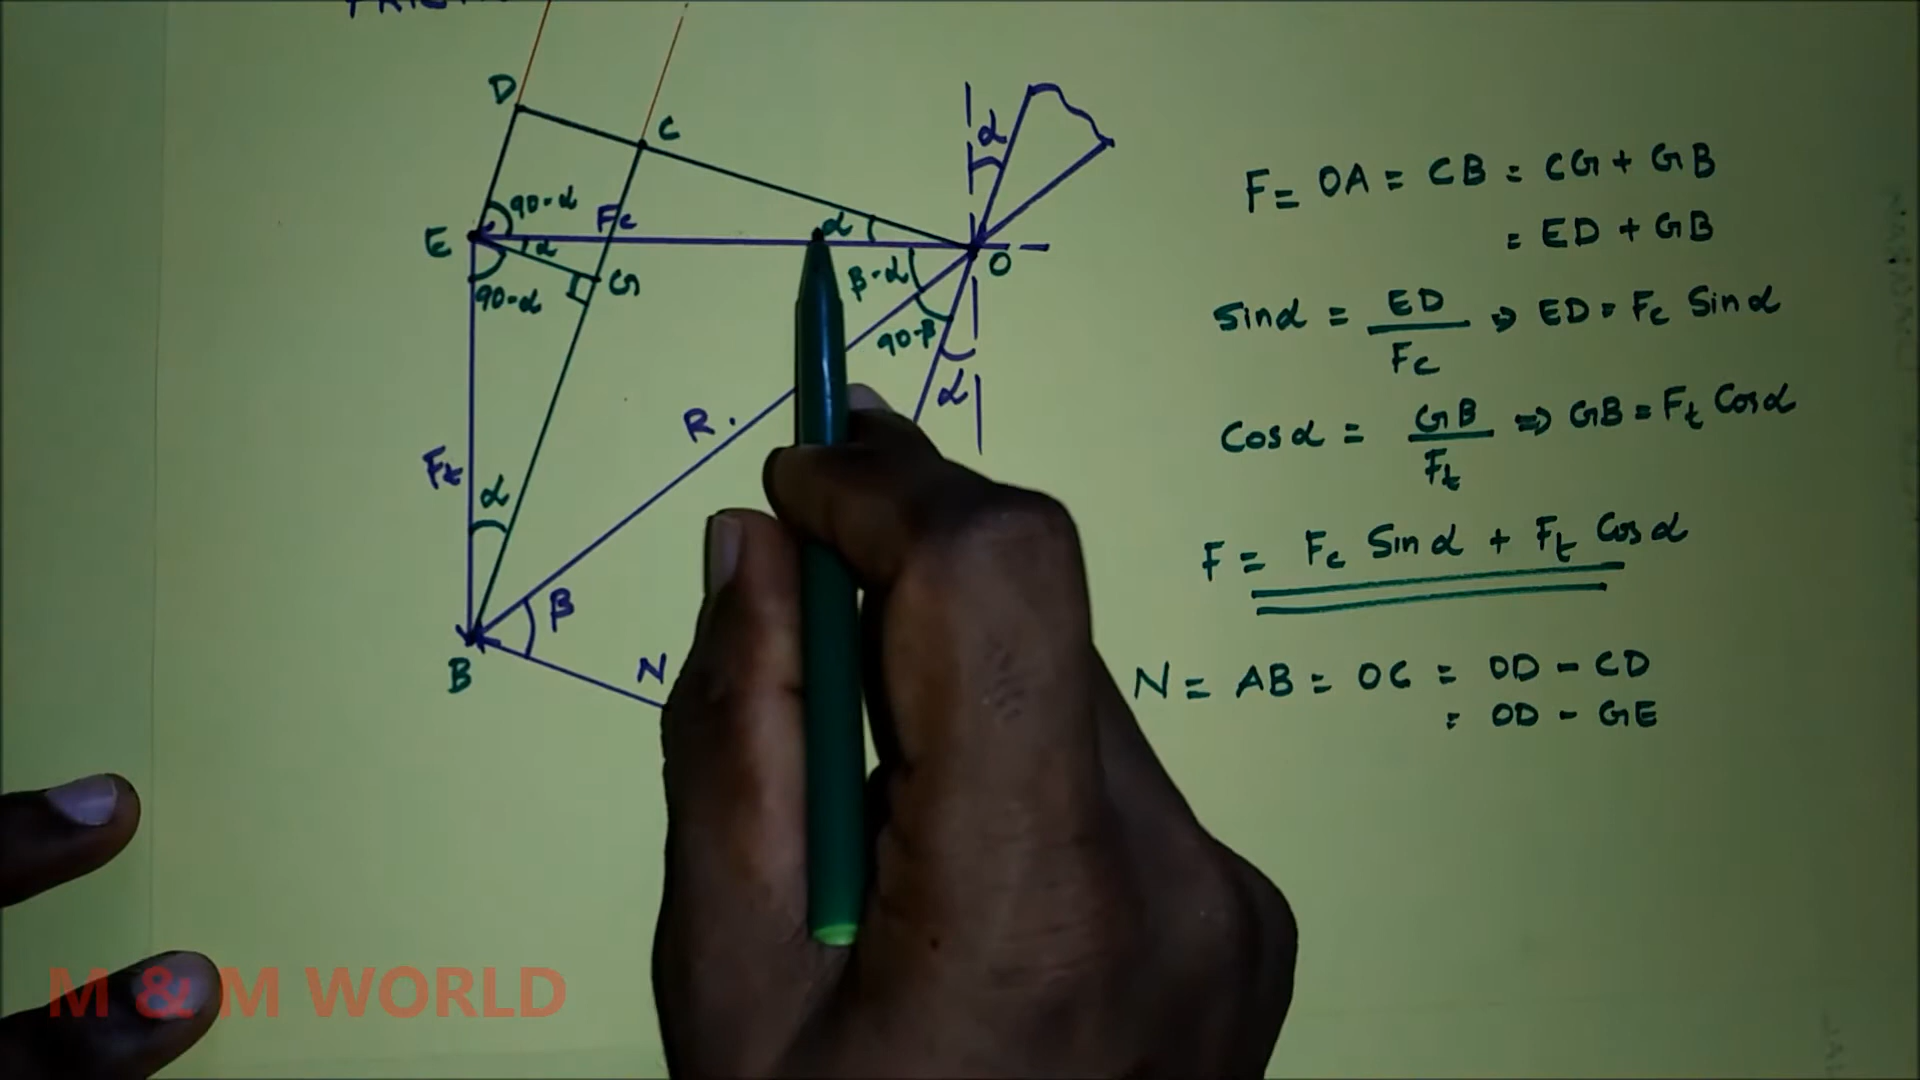 D
C
α
90-α
Fc
α
E
α
O
G
β-α
90-α
90-β
α
R
Ft
α
β
N
B
F = OA = CB = CG + GB
= ED + GB
Sinα = ED / Fc ⇒ ED = Fc Sinα
Cosα = GB / Ft ⇒ GB = Ft Cosα
F = Fc Sinα + Ft Cosα
N = AB = OC = OD - CD
= OD - GE
M & M WORLD